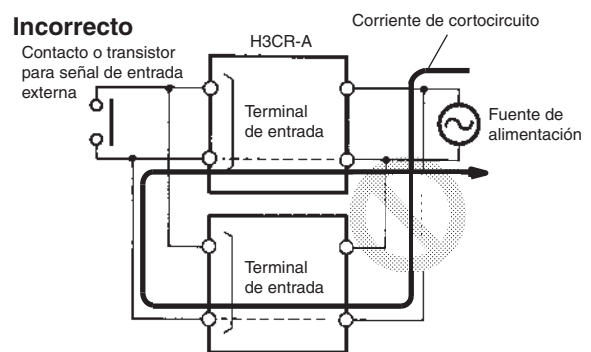 Incorrecto
Contacto o transistor
para señal de entrada
externa
H3CR-A
Corriente de cortocircuito
Terminal
de entrada
Fuente de
alimentación
Terminal
de entrada